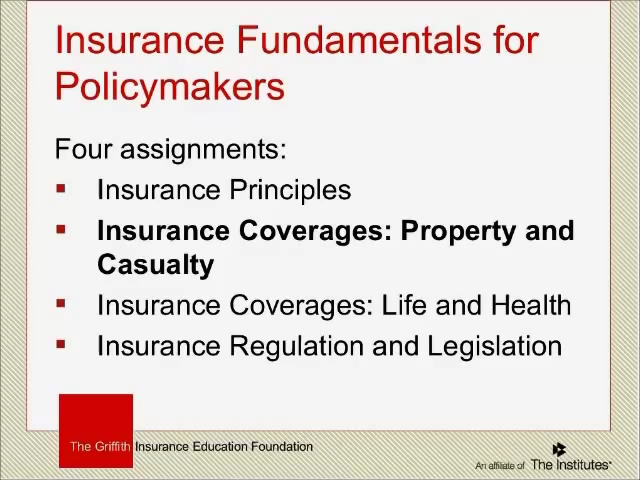 Insurance Fundamentals for
Policymakers
Four assignments:
Insurance Principles
Insurance Coverages: Property and
Casualty
Insurance Coverages: Life and Health
Insurance Regulation and Legislation
The Griffith Insurance Education Foundation
An affiliate of The Institutes